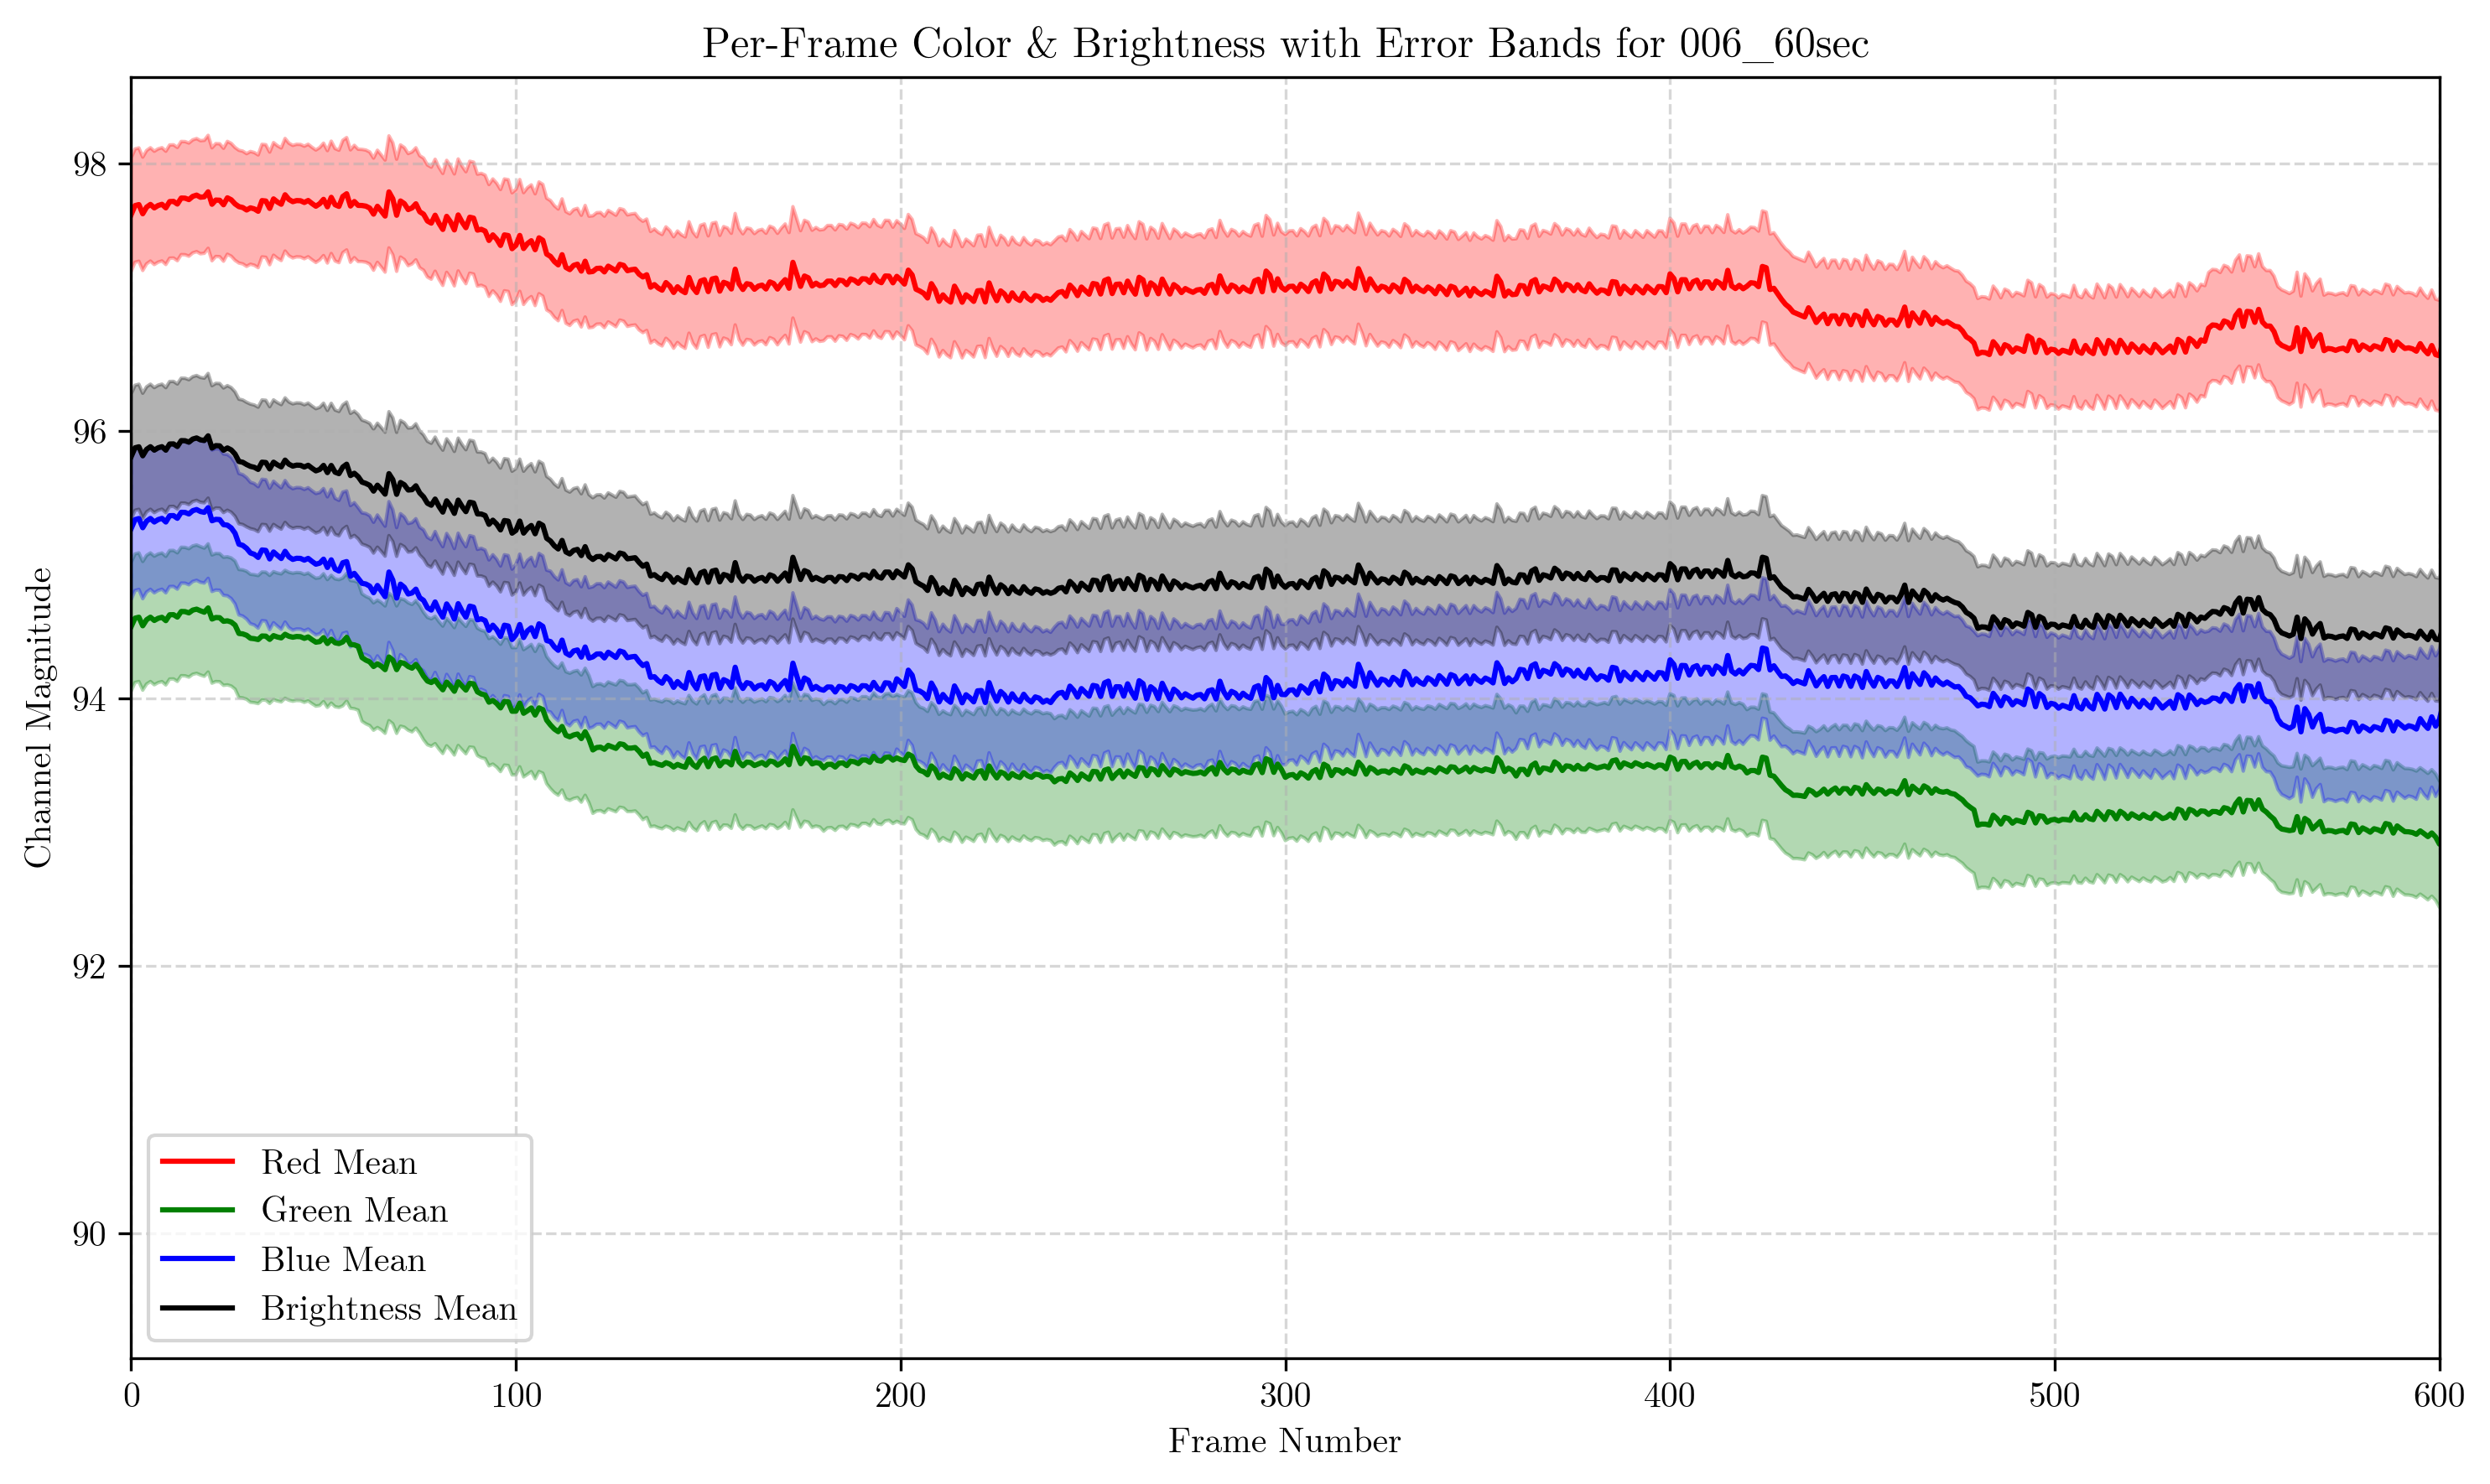 Per-Frame Color & Brightness with Error Bands for 006_60sec
Channel Magnitude
98
96
94
92
90
Red Mean
Green Mean
Blue Mean
Brightness Mean
0 100 200 300 400 500 600
Frame Number